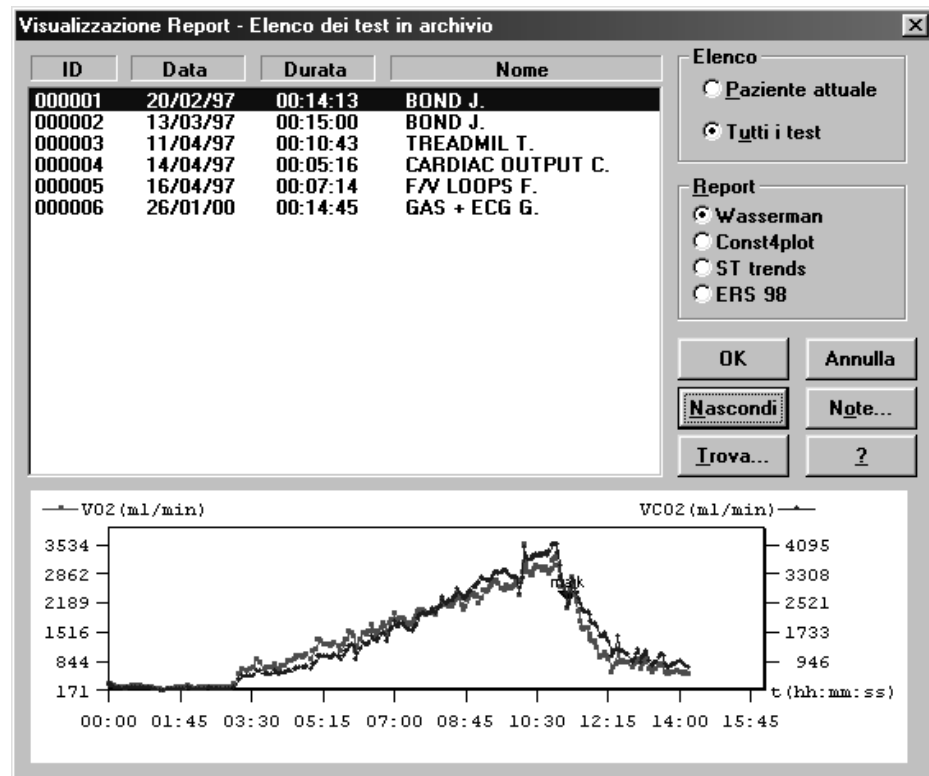 Visualizzazione Report - Elenco dei test in archivio
ID Data Durata Nome
000001 20/02/97 00:14:13 BOND J.
000002 13/03/97 00:15:00 BOND J.
000003 11/04/97 00:10:43 TREADMIL T.
000004 14/04/97 00:05:16 CARDIAC OUTPUT C.
000005 16/04/97 00:07:14 F/V LOOPS F.
000006 26/01/00 00:14:45 GAS + ECG G.
Elenco
Paziente attuale
Tutti i test
Report
Wasserman
Const4plot
ST trends
ERS 98
OK Annulla
Nascondi Note...
Trova... ?
VO2(ml/min) VCO2(ml/min)
3534 4095
2862 3308
mark
2189 2521
1516 1733
844 946
171 t(hh:mm:ss)
00:00 01:45 03:30 05:15 07:00 08:45 10:30 12:15 14:00 15:45